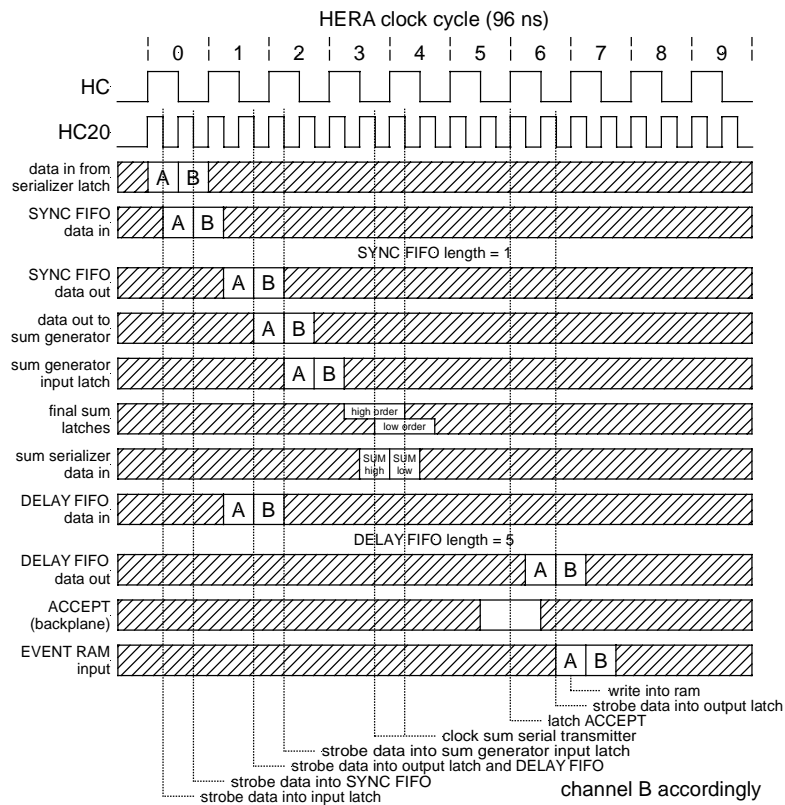 HERA clock cycle (96 ns)
0 1 2 3 4 5 6 7 8 9
HC
HC20
data in from
serializer latch
A B
SYNC FIFO
data in
A B
SYNC FIFO length = 1
SYNC FIFO
data out
A B
data out to
sum generator
A B
sum generator
input latch
A B
final sum
latches
high order
low order
sum serializer
data in
SUM
high
SUM
low
DELAY FIFO
data in
A B
DELAY FIFO length = 5
DELAY FIFO
data out
A B
ACCEPT
(backplane)
EVENT RAM
input
A B
write into ram
strobe data into output latch
latch ACCEPT
clock sum serial transmitter
strobe data into sum generator input latch
strobe data into output latch and DELAY FIFO
strobe data into SYNC FIFO
strobe data into input latch
channel B accordingly